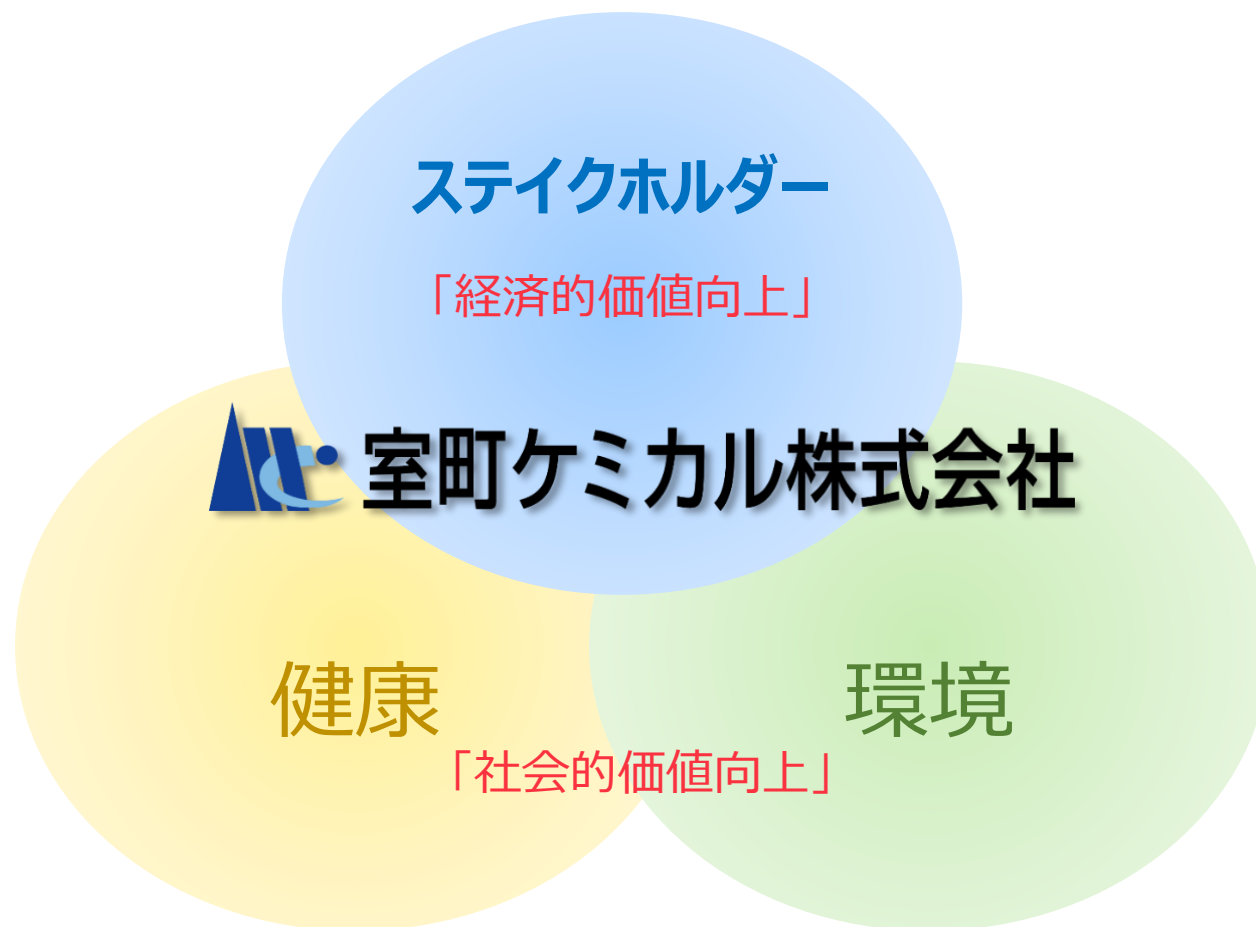 ステイクホルダー
「経済的価値向上」
室町ケミカル株式会社
健康
環境
「社会的価値向上」